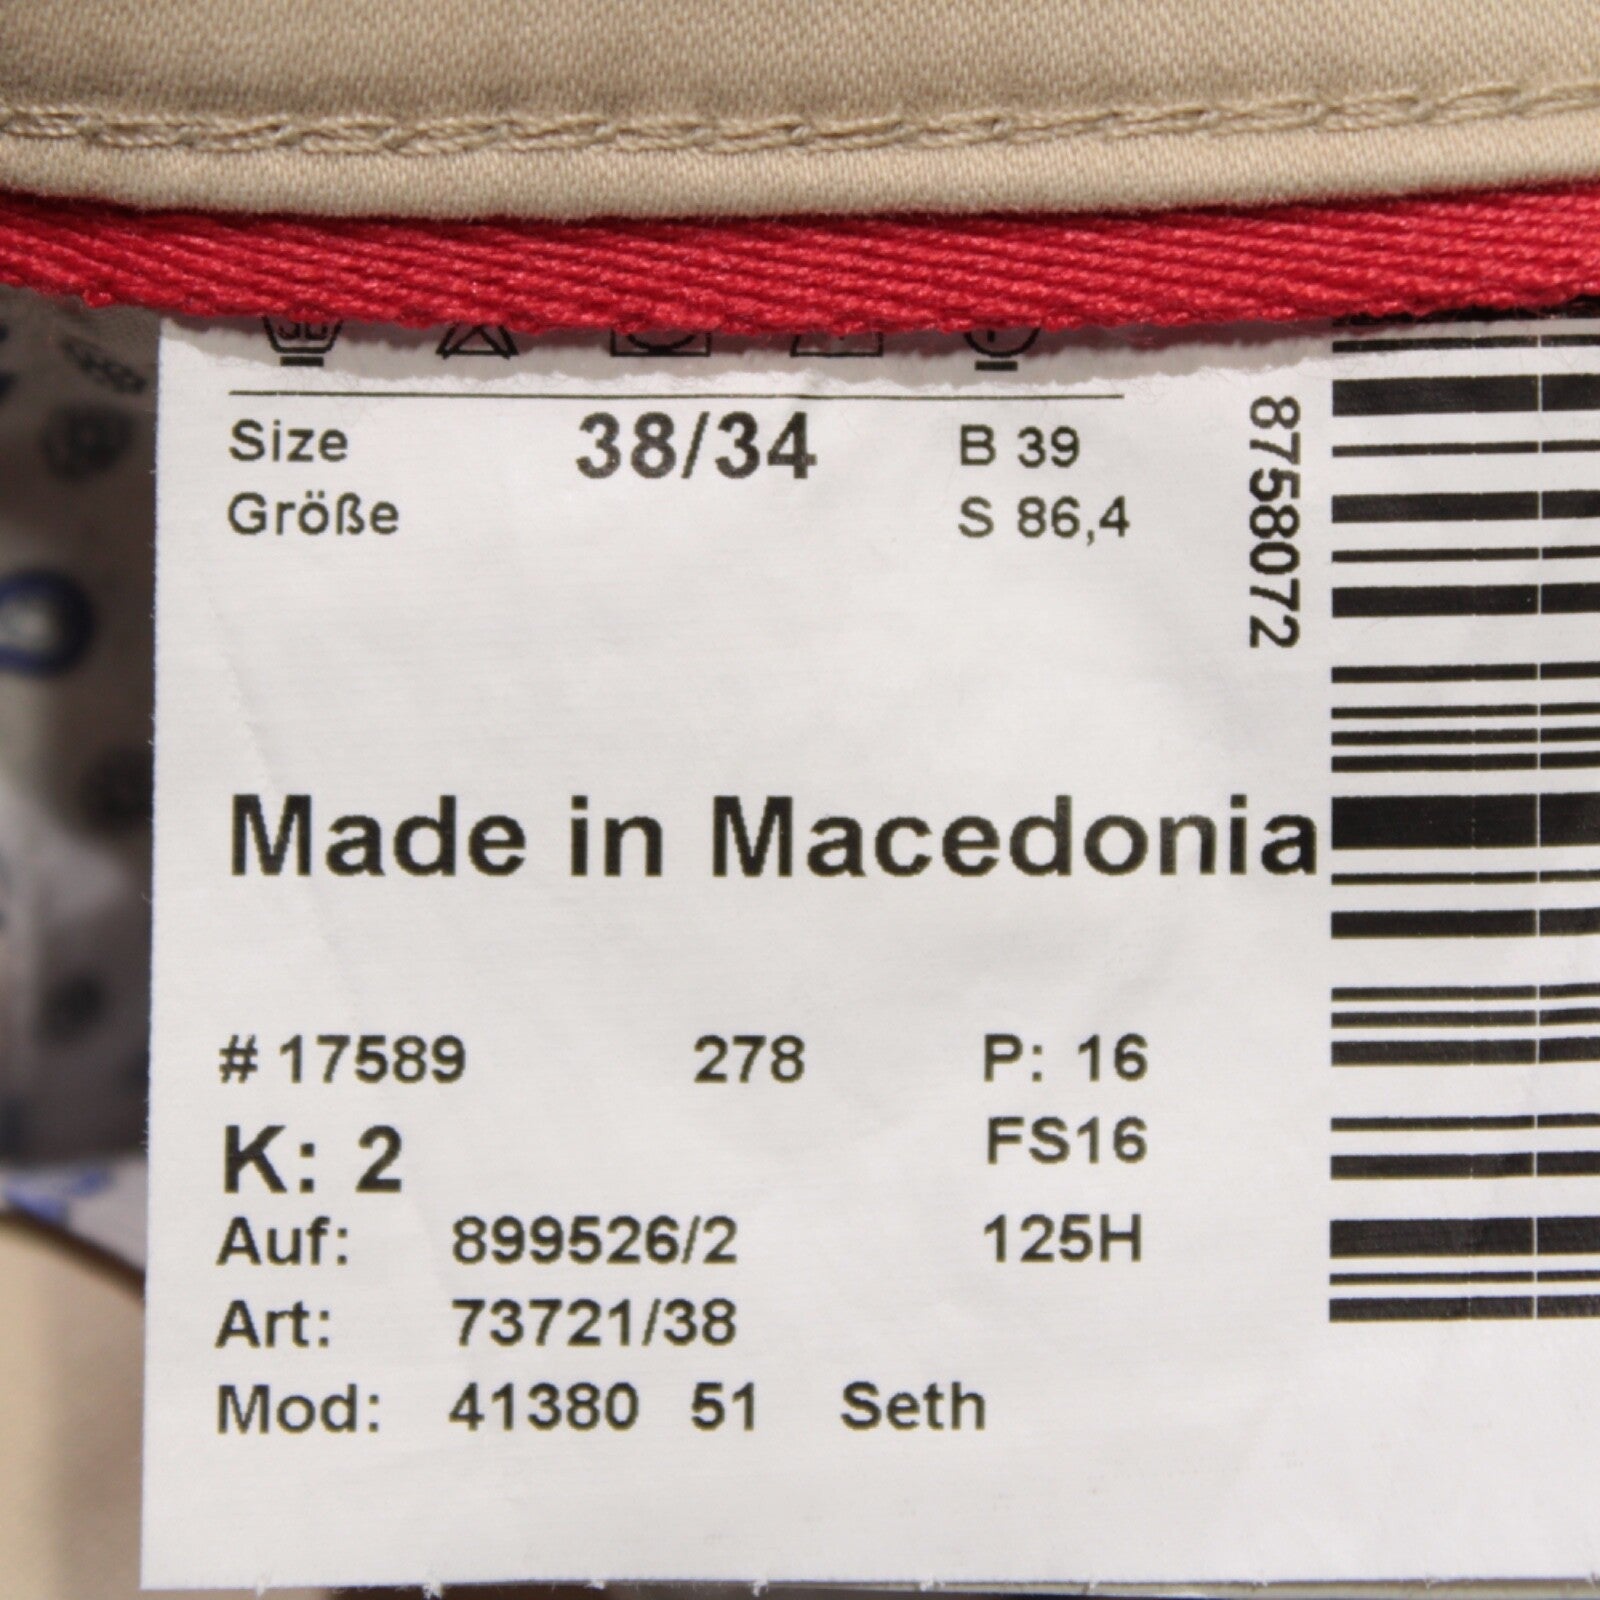 Size 38/34 B 39
Größe S 86,4
8758072
Made in Macedonia
# 17589 278 P: 16
K: 2 FS16
Auf: 899526/2 125H
Art: 73721/38
Mod: 41380 51 Seth